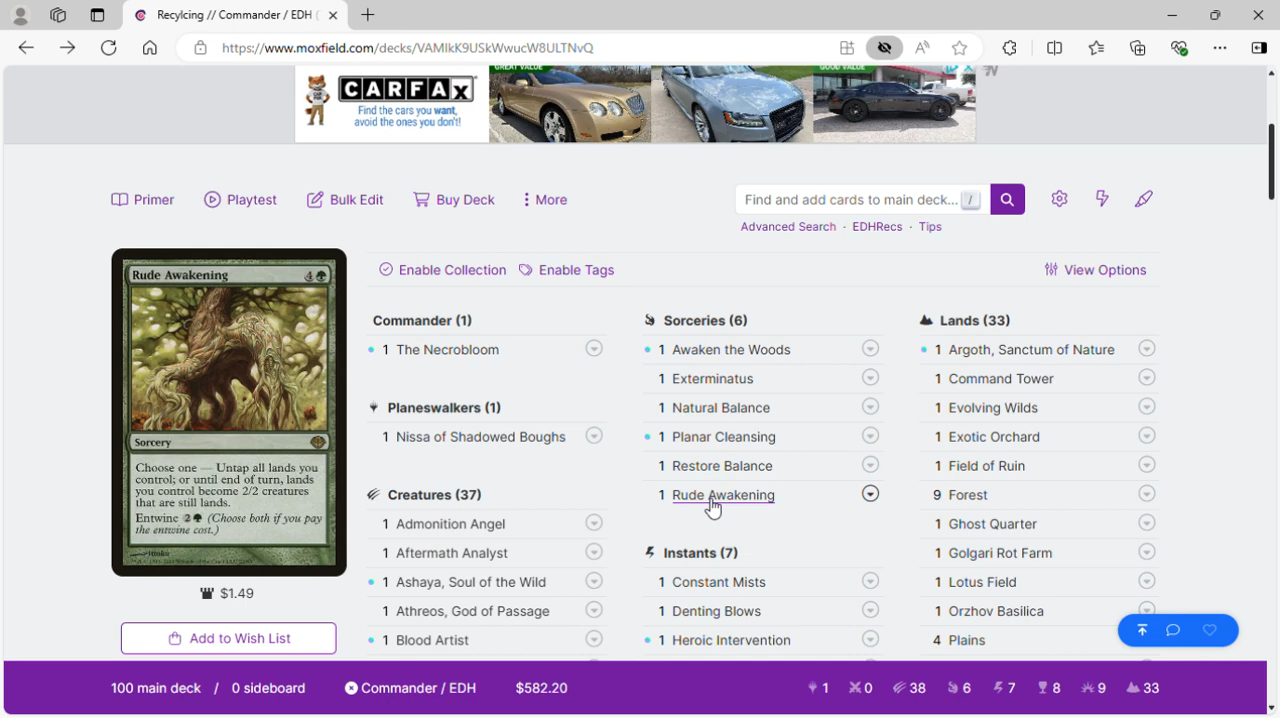 Recylcing // Commander / EDH (
https://www.moxfield.com/decks/VAMIkK9USkWwucW8ULTNvQ
CARFAX
Find the cars you want,
avoid the ones you don't!
GREAT VALUE
GOOD VALUE
Primer
Playtest
Bulk Edit
Buy Deck
More
Find and add cards to main deck... /
Advanced Search · EDHRecs · Tips
Rude Awakening 4
Sorcery
Choose one — Untap all lands you
control; or until end of turn, lands
you control become 2/2 creatures
that are still lands.
Entwine 2 (Choose both if you pay
the entwine cost.)
$1.49
Add to Wish List
Enable Collection
Enable Tags
View Options
Commander (1)
1 The Necrobloom
Planeswalkers (1)
1 Nissa of Shadowed Boughs
Creatures (37)
1 Admonition Angel
1 Aftermath Analyst
1 Ashaya, Soul of the Wild
1 Athreos, God of Passage
1 Blood Artist
Sorceries (6)
1 Awaken the Woods
1 Exterminatus
1 Natural Balance
1 Planar Cleansing
1 Restore Balance
1 Rude Awakening
Instants (7)
1 Constant Mists
1 Denting Blows
1 Heroic Intervention
Lands (33)
1 Argoth, Sanctum of Nature
1 Command Tower
1 Evolving Wilds
1 Exotic Orchard
1 Field of Ruin
9 Forest
1 Ghost Quarter
1 Golgari Rot Farm
1 Lotus Field
1 Orzhov Basilica
4 Plains
100 main deck / 0 sideboard
Commander / EDH
$582.20
1 0 38 6 7 8 9 33